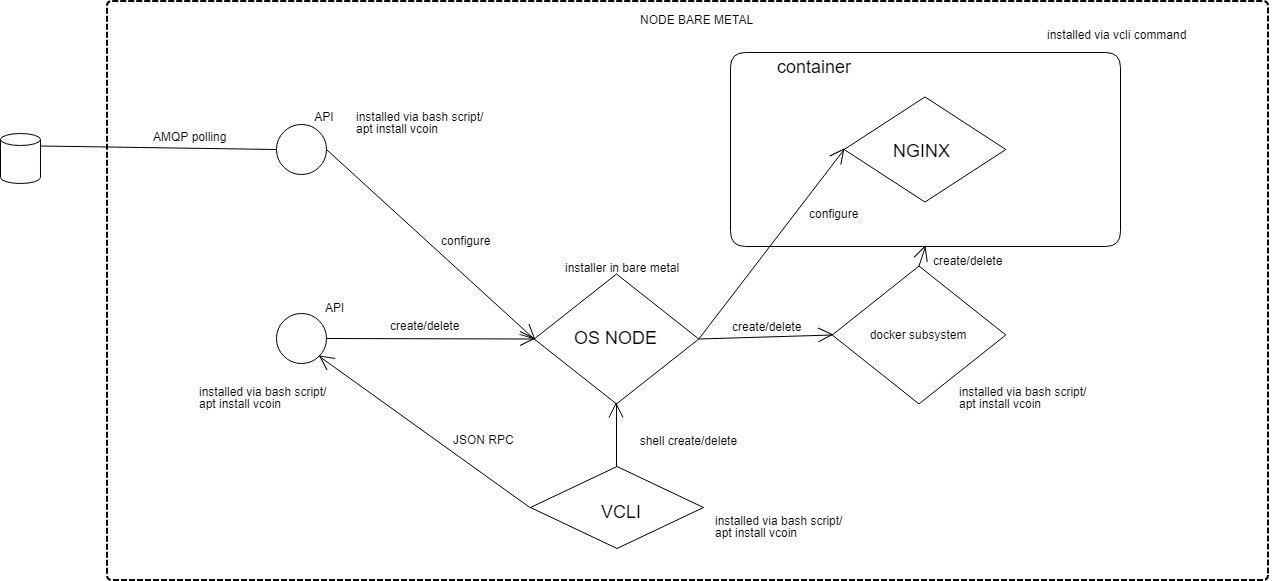 NODE BARE METAL
installed via vcli command
container
API
installed via bash script/
apt install vcoin
AMQP polling
NGINX
configure
configure
create/delete
installer in bare metal
API
create/delete
OS NODE
create/delete
docker subsystem
installed via bash script/
apt install vcoin
installed via bash script/
apt install vcoin
JSON RPC
shell create/delete
VCLI
installed via bash script/
apt install vcoin